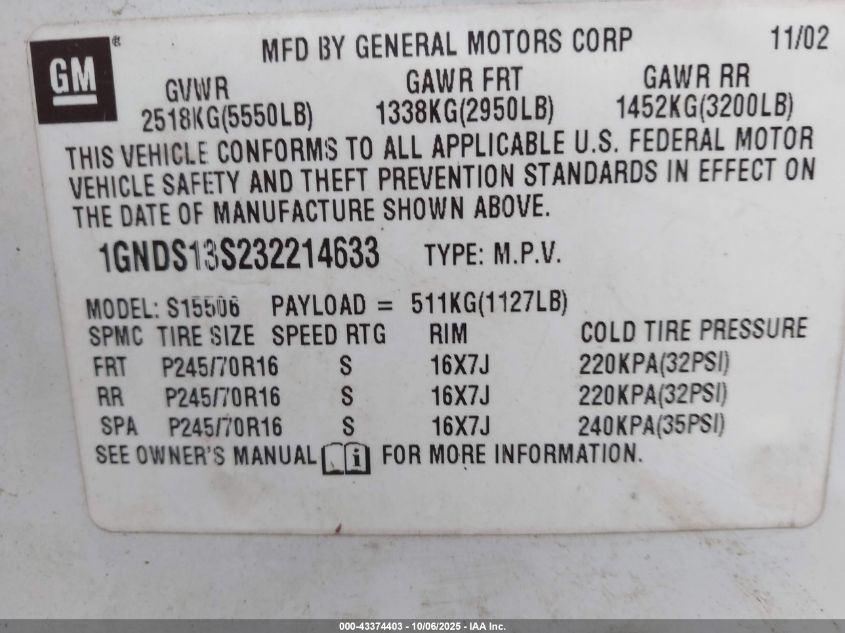 GM ® MFD BY GENERAL MOTORS CORP 11/02
GVWR GAWR FRT GAWR RR
2518KG(5550LB) 1338KG(2950LB) 1452KG(3200LB)
THIS VEHICLE CONFORMS TO ALL APPLICABLE U.S. FEDERAL MOTOR
VEHICLE SAFETY AND THEFT PREVENTION STANDARDS IN EFFECT ON
THE DATE OF MANUFACTURE SHOWN ABOVE.
1GNDS13S232214633 TYPE: M.P.V.
MODEL: S15506 PAYLOAD = 511KG(1127LB)
SPMC TIRE SIZE SPEED RTG RIM COLD TIRE PRESSURE
FRT P245/70R16 S 16X7J 220KPA(32PSI)
RR P245/70R16 S 16X7J 220KPA(32PSI)
SPA P245/70R16 S 16X7J 240KPA(35PSI)
SEE OWNER'S MANUAL i FOR MORE INFORMATION.
000-43374403 - 10/06/2025 - IAA Inc.